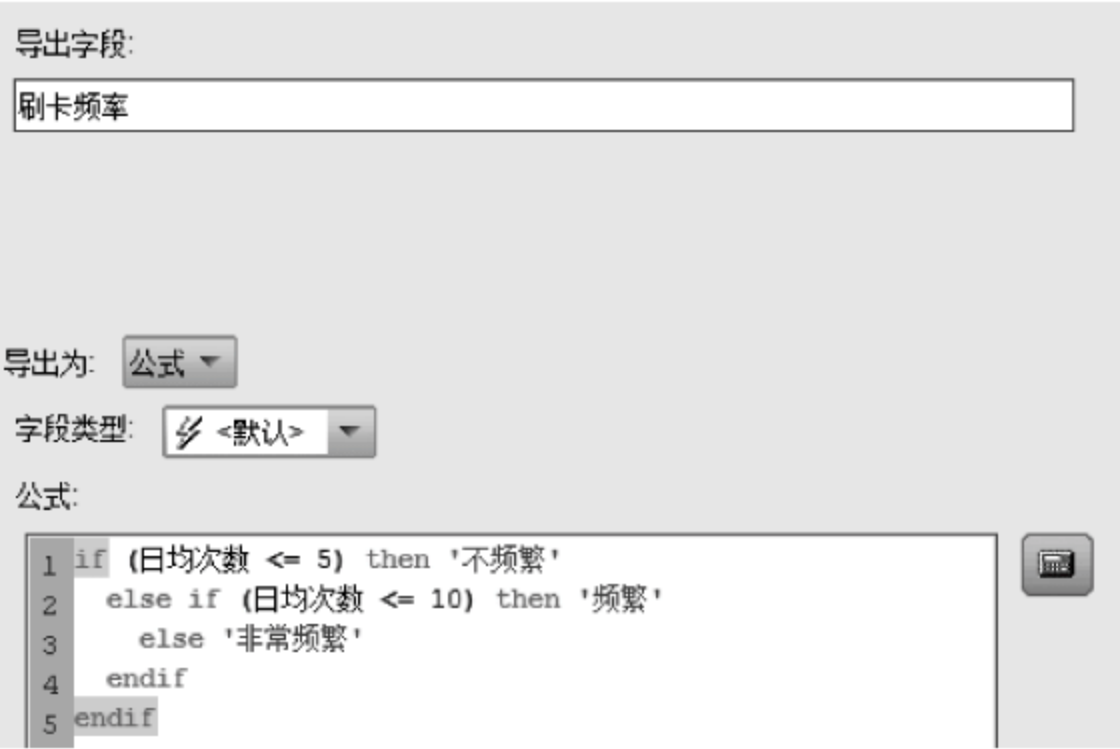 导出字段:
刷卡频率
导出为: 公式
字段类型: <默认>
公式:
1 if (日均次数 <= 5) then '不频繁'
2 else if (日均次数 <= 10) then '频繁'
3 else '非常频繁'
4 endif
5 endif